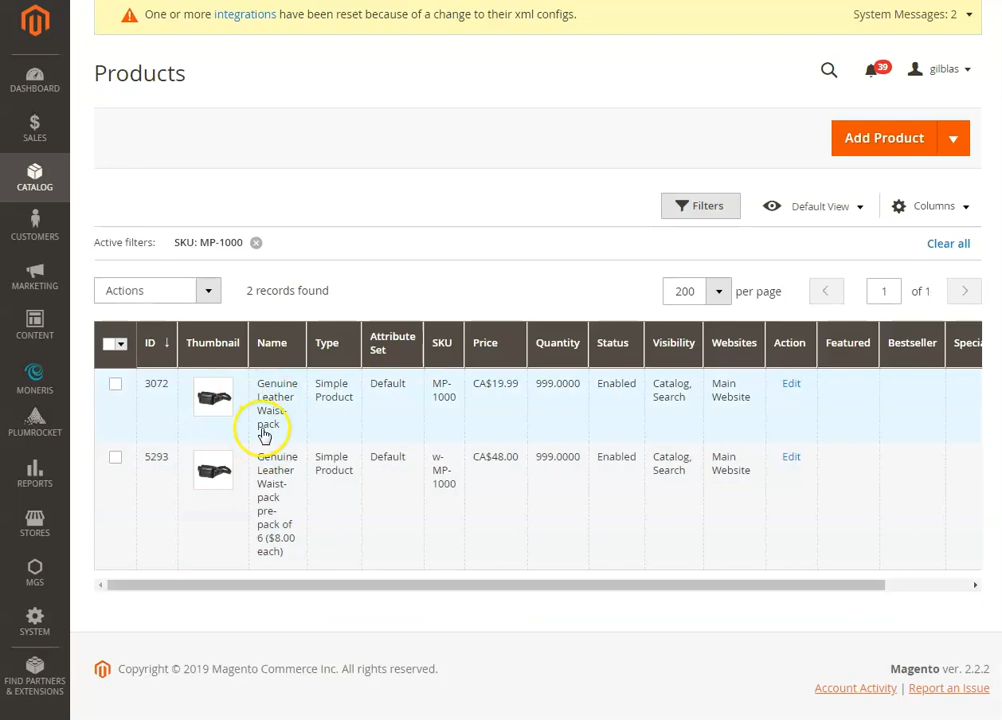 One or more integrations have been reset because of a change to their xml configs.
System Messages: 2
Products
39
gilblas
DASHBOARD
SALES
CATALOG
CUSTOMERS
MARKETING
CONTENT
MONERIS
PLUMROCKET
REPORTS
STORES
MGS
SYSTEM
FIND PARTNERS
& EXTENSIONS
Add Product
Filters
Default View
Columns
Active filters:
SKU: MP-1000
Clear all
Actions
2 records found
200
per page
1
of 1
ID ↓
Thumbnail
Name
Type
Attribute
Set
SKU
Price
Quantity
Status
Visibility
Websites
Action
Featured
Bestseller
Specia
3072
Genuine
Leather
Waist-
pack
Simple
Product
Default
MP-
1000
CA$19.99
999.0000
Enabled
Catalog,
Search
Main
Website
Edit
5293
Genuine
Leather
Waist-
pack
pre-
pack of
6 ($8.00
each)
Simple
Product
Default
w-
MP-
1000
CA$48.00
999.0000
Enabled
Catalog,
Search
Main
Website
Edit
Copyright © 2019 Magento Commerce Inc. All rights reserved.
Magento ver. 2.2.2
Account Activity | Report an Issue